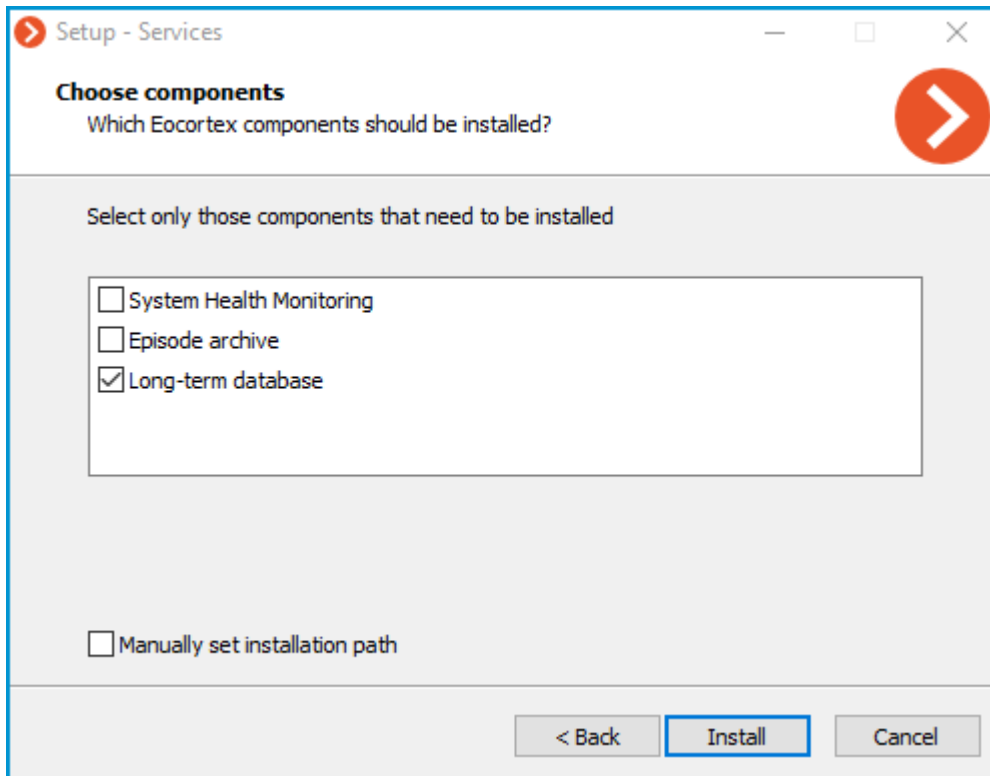 Setup - Services
Choose components
Which Eocortex components should be installed?
Select only those components that need to be installed
System Health Monitoring
Episode archive
Long-term database
Manually set installation path
< Back
Install
Cancel